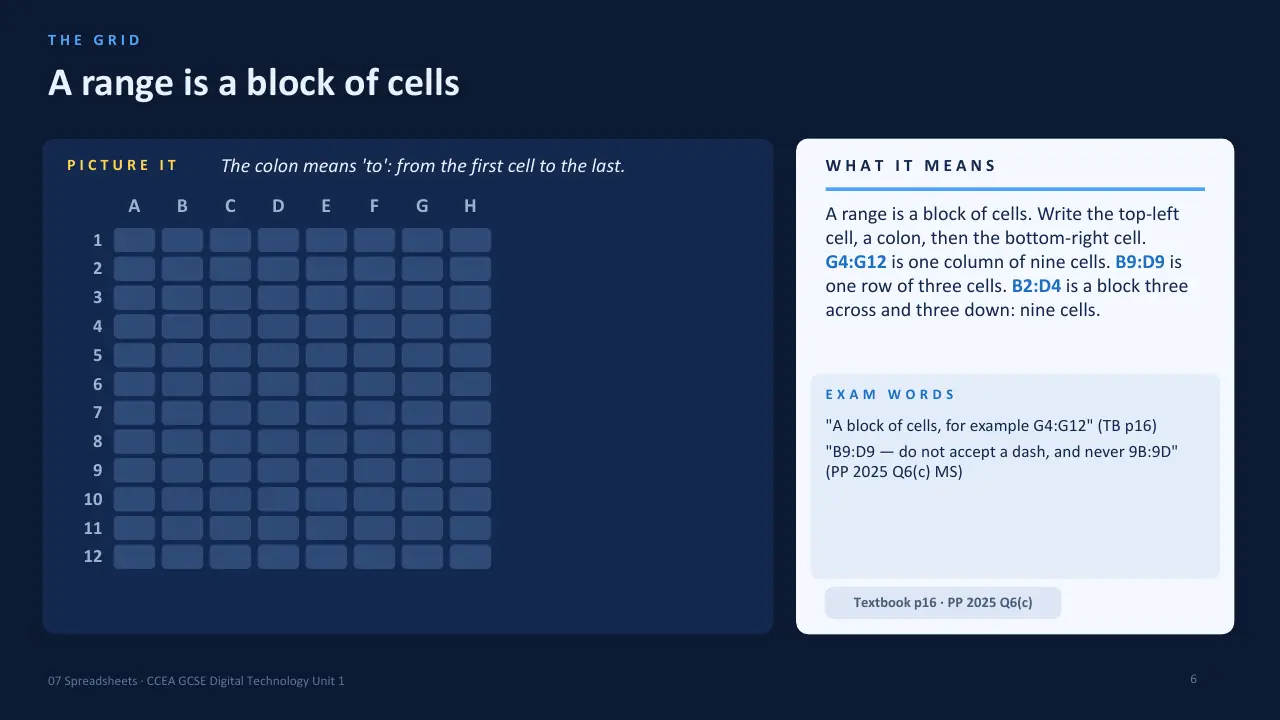 THE GRID
A range is a block of cells
PICTURE IT
The colon means 'to': from the first cell to the last.
A B C D E F G H
1
2
3
4
5
6
7
8
9
10
11
12
WHAT IT MEANS
A range is a block of cells. Write the top-left
cell, a colon, then the bottom-right cell.
G4:G12 is one column of nine cells. B9:D9 is
one row of three cells. B2:D4 is a block three
across and three down: nine cells.
EXAM WORDS
"A block of cells, for example G4:G12" (TB p16)
"B9:D9 — do not accept a dash, and never 9B:9D"
(PP 2025 Q6(c) MS)
Textbook p16 · PP 2025 Q6(c)
07 Spreadsheets · CCEA GCSE Digital Technology Unit 1
6